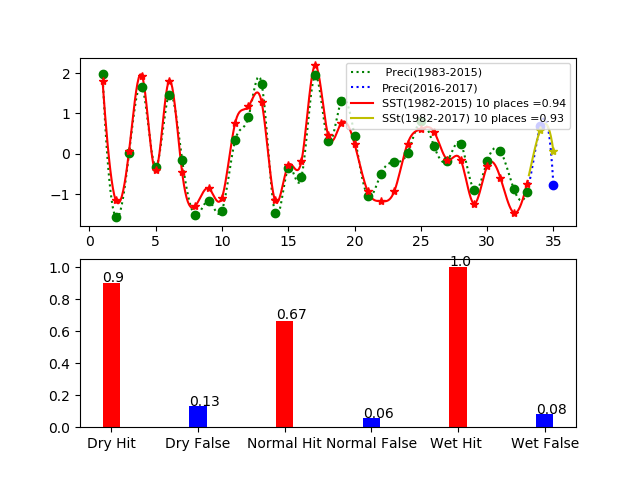 2
1
0
−1
Preci(1983-2015)
Preci(2016-2017)
SST(1982-2015) 10 places =0.94
SSt(1982-2017) 10 places =0.93
0 5 10 15 20 25 30 35
1.0
0.8
0.6
0.4
0.2
0.0
0.9
0.13
0.67
0.06
1.0
0.08
Dry Hit Dry False Normal Hit Normal False Wet Hit Wet False